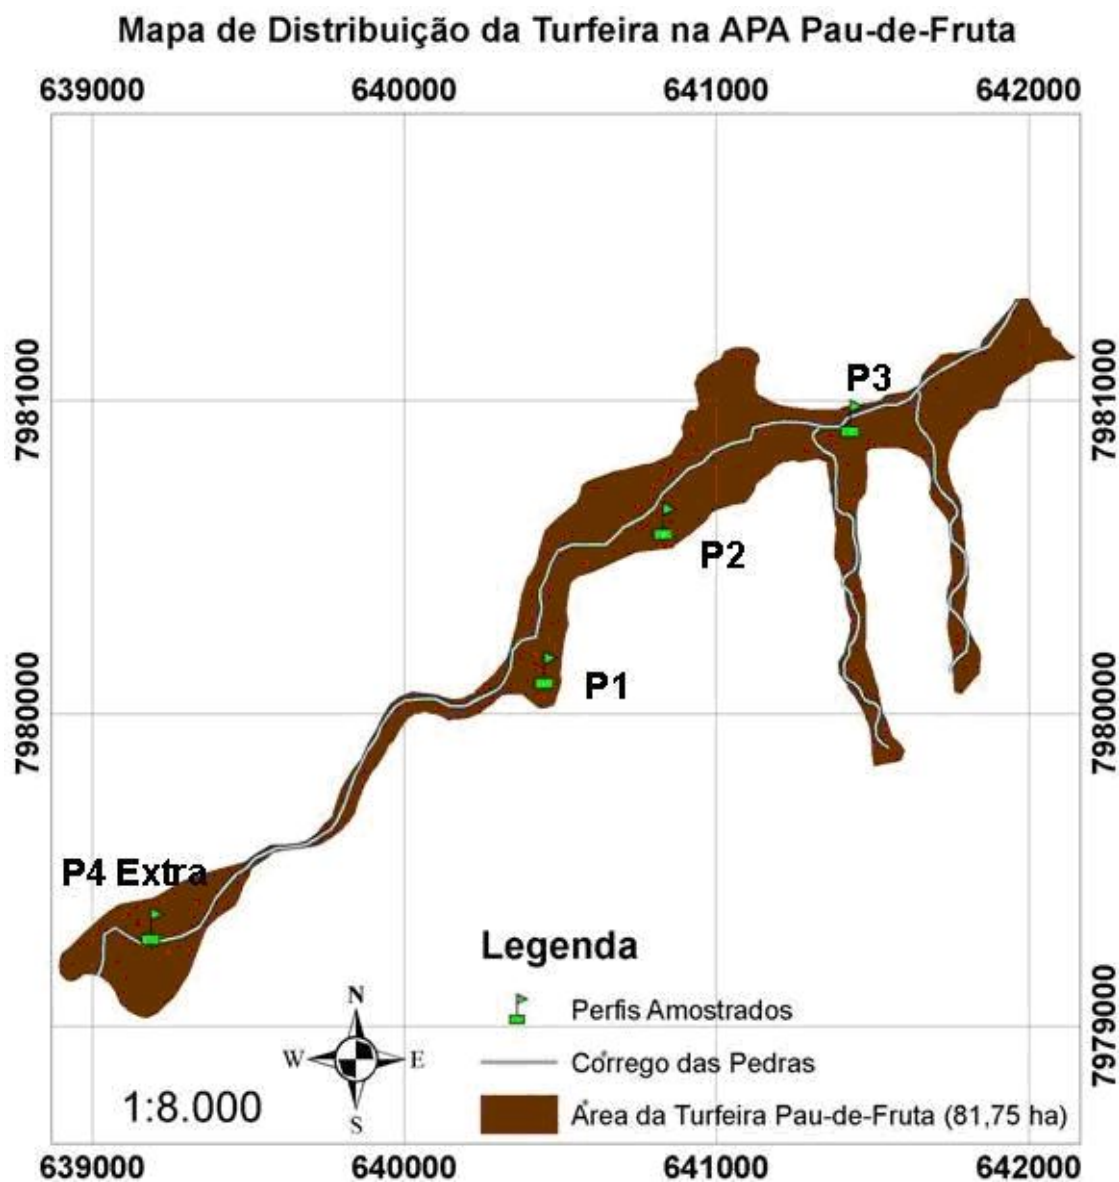 Mapa de Distribuição da Turfeira na APA Pau-de-Fruta
639000 640000 641000 642000
7981000 7981000
P3
P2
P1
7980000 7980000
P4 Extra
Legenda
N
Perfis Amostrados
W E
Córrego das Pedras
S
7979000 7979000
1:8.000
Área da Turfeira Pau-de-Fruta (81,75 ha)
639000 640000 641000 642000